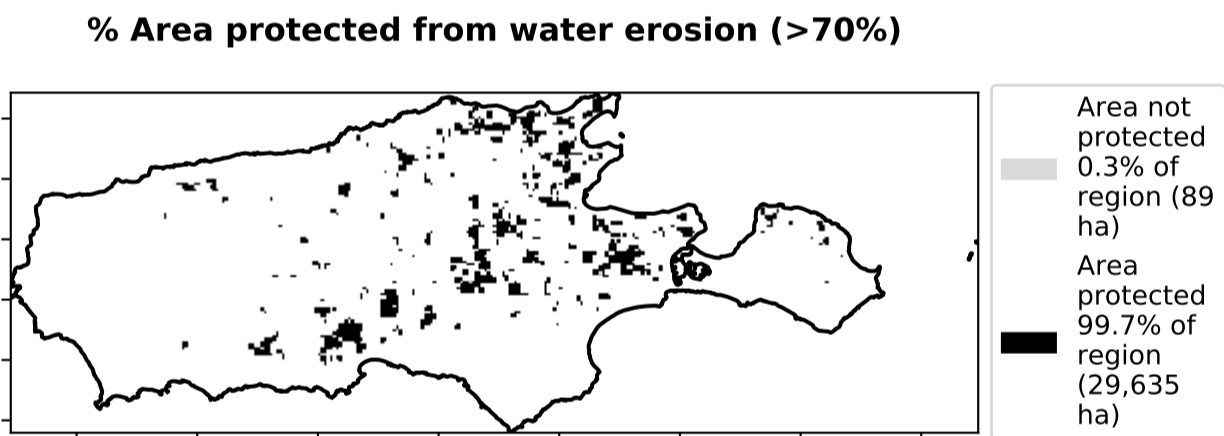 % Area protected from water erosion (>70%)
Area not
protected
0.3% of
region (89
ha)
Area
protected
99.7% of
region
(29,635
ha)